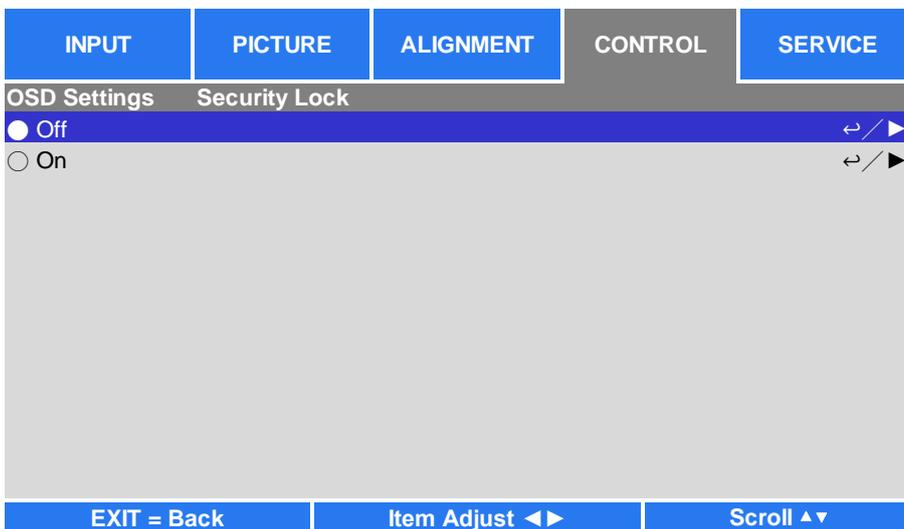 INPUT PICTURE ALIGNMENT CONTROL SERVICE
OSD Settings Security Lock
Off ↩/▶
On ↩/▶
EXIT = Back Item Adjust ◀▶ Scroll ▲▼